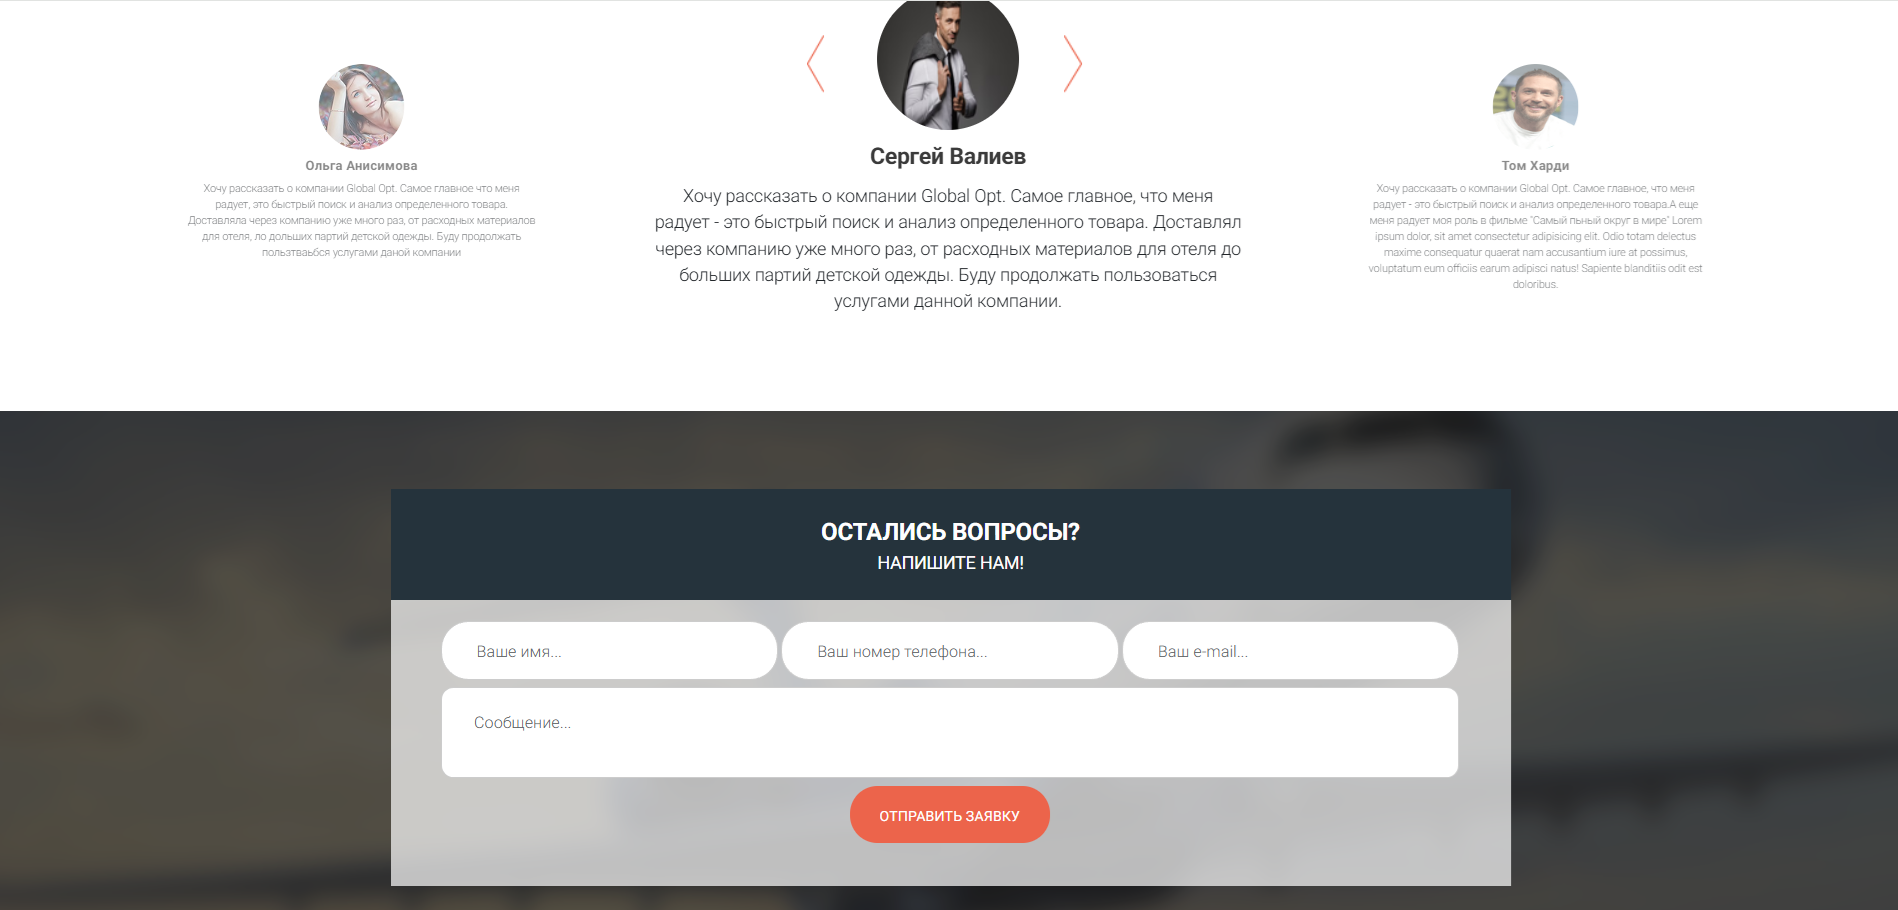 Ольга Анисимова
Хочу рассказать о компании Global Opt. Самое главное что меня
радует, это быстрый поиск и анализ определенного товара.
Доставляла через компанию уже много раз, от расходных материалов
для отеля, ло дольших партий детской одежды. Буду продолжать
пользтваьбся услугами даной компании
Сергей Валиев
Хочу рассказать о компании Global Opt. Самое главное, что меня
радует - это быстрый поиск и анализ определенного товара. Доставлял
через компанию уже много раз, от расходных материалов для отеля до
больших партий детской одежды. Буду продолжать пользоваться
услугами данной компании.
Том Харди
Хочу рассказать о компании Global Opt. Самое главное, что меня
радует - это быстрый поиск и анализ определенного товара.А еще
меня радует моя роль в фильме "Самый пьный округ в мире" Lorem
ipsum dolor, sit amet consectetur adipisicing elit. Odio totam delectus
maxime consequatur quaerat nam accusantium iure at possimus,
voluptatum eum officiis earum adipisci natus! Sapiente blanditiis odit est
doloribus.
ОСТАЛИСЬ ВОПРОСЫ?
НАПИШИТЕ НАМ!
Ваше имя...
Ваш номер телефона...
Ваш e-mail...
Сообщение...
ОТПРАВИТЬ ЗАЯВКУ